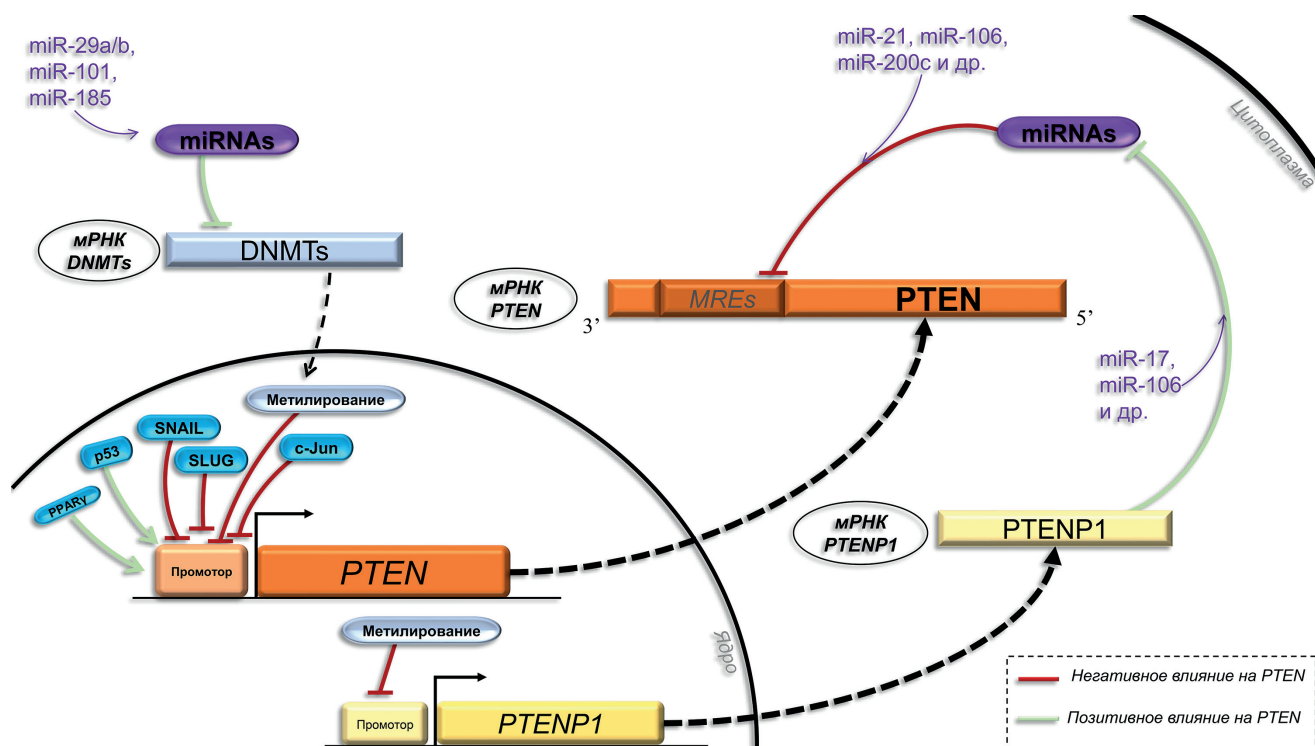 miR-29a/b,
miR-101,
miR-185
miRNAs
мРНК
DNMTs
DNMTs
miR-21, miR-106,
miR-200c и др.
miRNAs
Цитоплазма
мРНК
PTEN
3’
MREs
PTEN
5’
miR-17,
miR-106
и др.
Метилирование
SNAIL
p53
SLUG
c-Jun
PPARγ
Промотор
PTEN
мРНК
PTENP1
PTENP1
Метилирование
Ядро
Промотор
PTENP1
Негативное влияние на PTEN
Позитивное влияние на PTEN